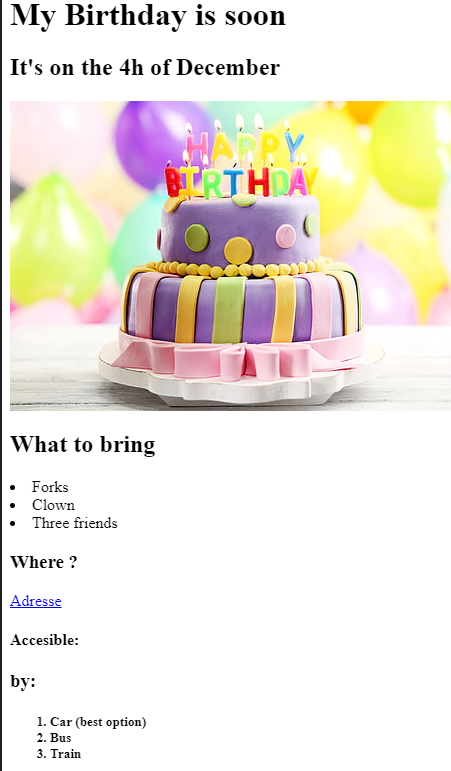 My Birthday is soon
It's on the 4h of December
HAPPY
BIRTHDAY
What to bring
• Forks
• Clown
• Three friends
Where ?
Adresse
Accesible:
by:
1. Car (best option)
2. Bus
3. Train